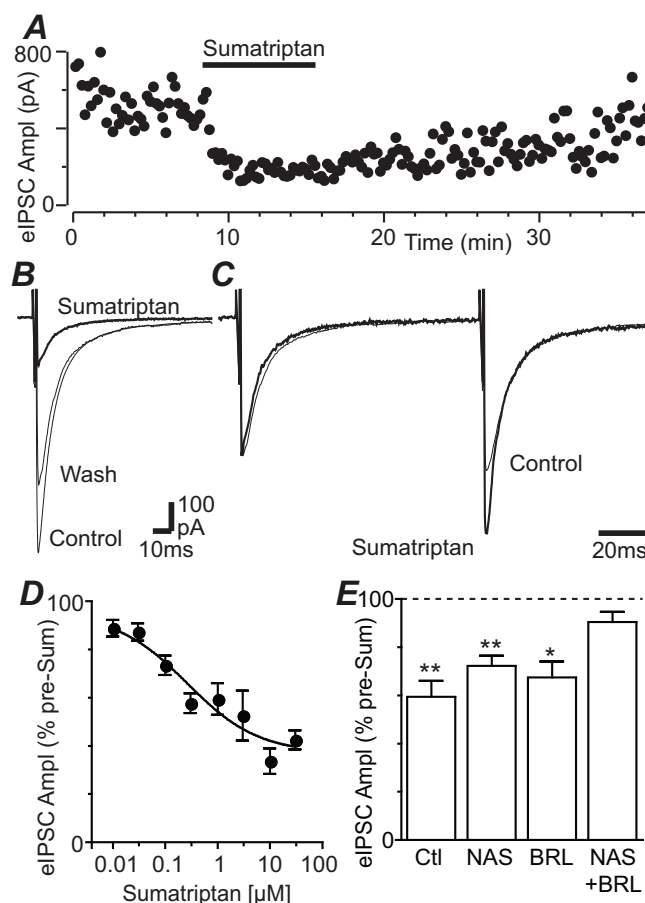 A
Sumatriptan
800
eIPSC Ampl (pA)
0
0 10 20 30
Time (min)
B
C
Sumatriptan
Wash
Control
100
pA
10ms
Control
Sumatriptan
20ms
D
100
eIPSC Ampl (% pre-Sum)
0
0.01 0.1 1 10 100
Sumatriptan [µM]
E
100
eIPSC Ampl (% pre-Sum)
0
** ** *
Ctl NAS BRL NAS
+BRL